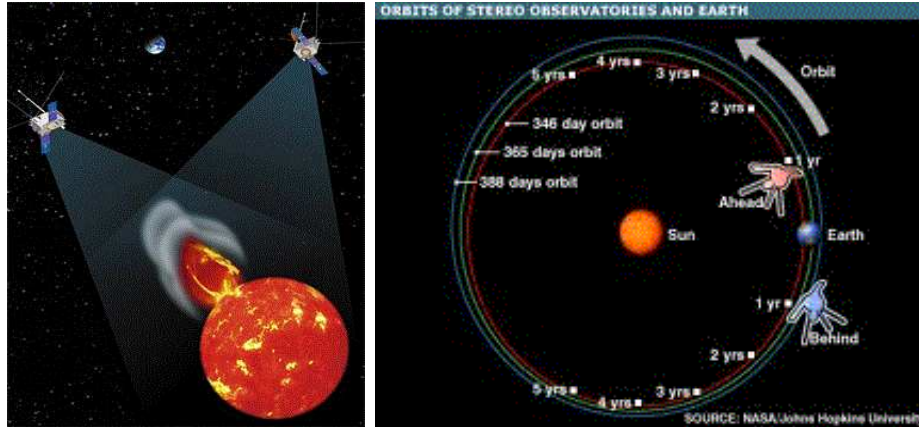 ORBITS OF STEREO OBSERVATORIES AND EARTH
4 yrs
5 yrs
3 yrs
Orbit
2 yrs
346 day orbit
365 days orbit
1 yr
388 days orbit
Ahead
Sun
Earth
1 yr
Behind
2 yrs
5 yrs
3 yrs
4 yrs
SOURCE: NASA/Johns Hopkins Universit